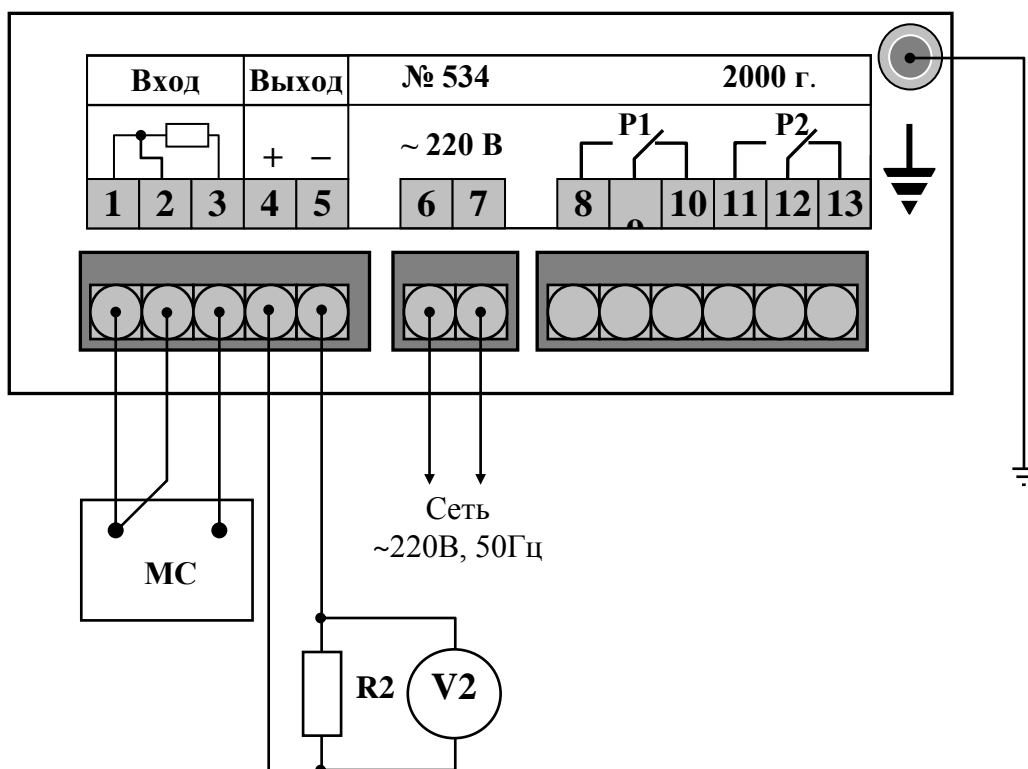 Вход Выход № 534 2000 г.
+ − ~ 220 В P1 P2
1 2 3 4 5 6 7 8 9 10 11 12 13
Сеть
~220В, 50Гц
МС
R2 V2